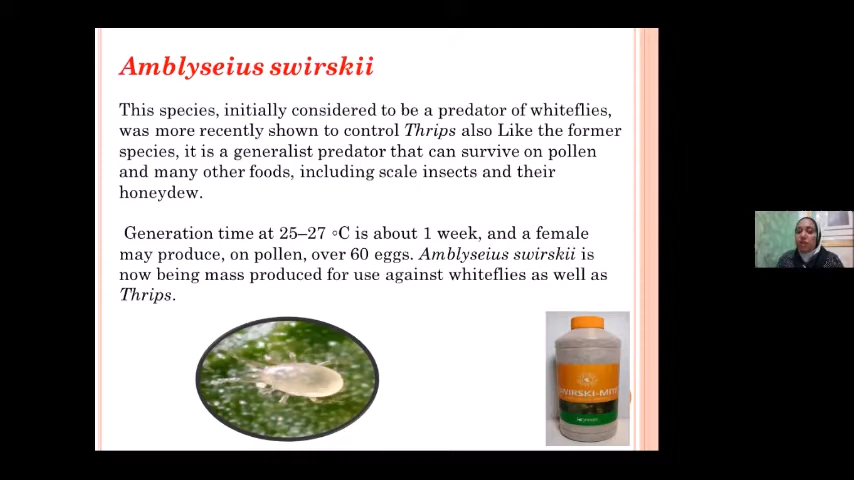 Amblyseius swirskii
This species, initially considered to be a predator of whiteflies,
was more recently shown to control Thrips also Like the former
species, it is a generalist predator that can survive on pollen
and many other foods, including scale insects and their
honeydew.
Generation time at 25–27 ◦C is about 1 week, and a female
may produce, on pollen, over 60 eggs. Amblyseius swirskii is
now being mass produced for use against whiteflies as well as
Thrips.
SWIRSKI-MITE